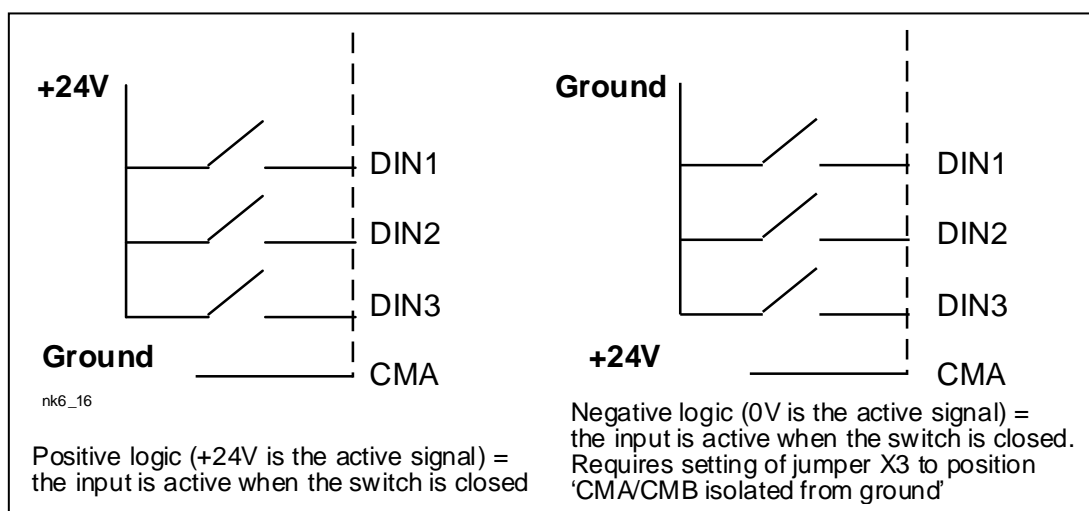 +24V
DIN1
DIN2
DIN3
Ground
CMA
nk6_16
Positive logic (+24V is the active signal) =
the input is active when the switch is closed
Ground
DIN1
DIN2
DIN3
+24V
CMA
Negative logic (0V is the active signal) =
the input is active when the switch is closed.
Requires setting of jumper X3 to position
‘CMA/CMB isolated from ground’